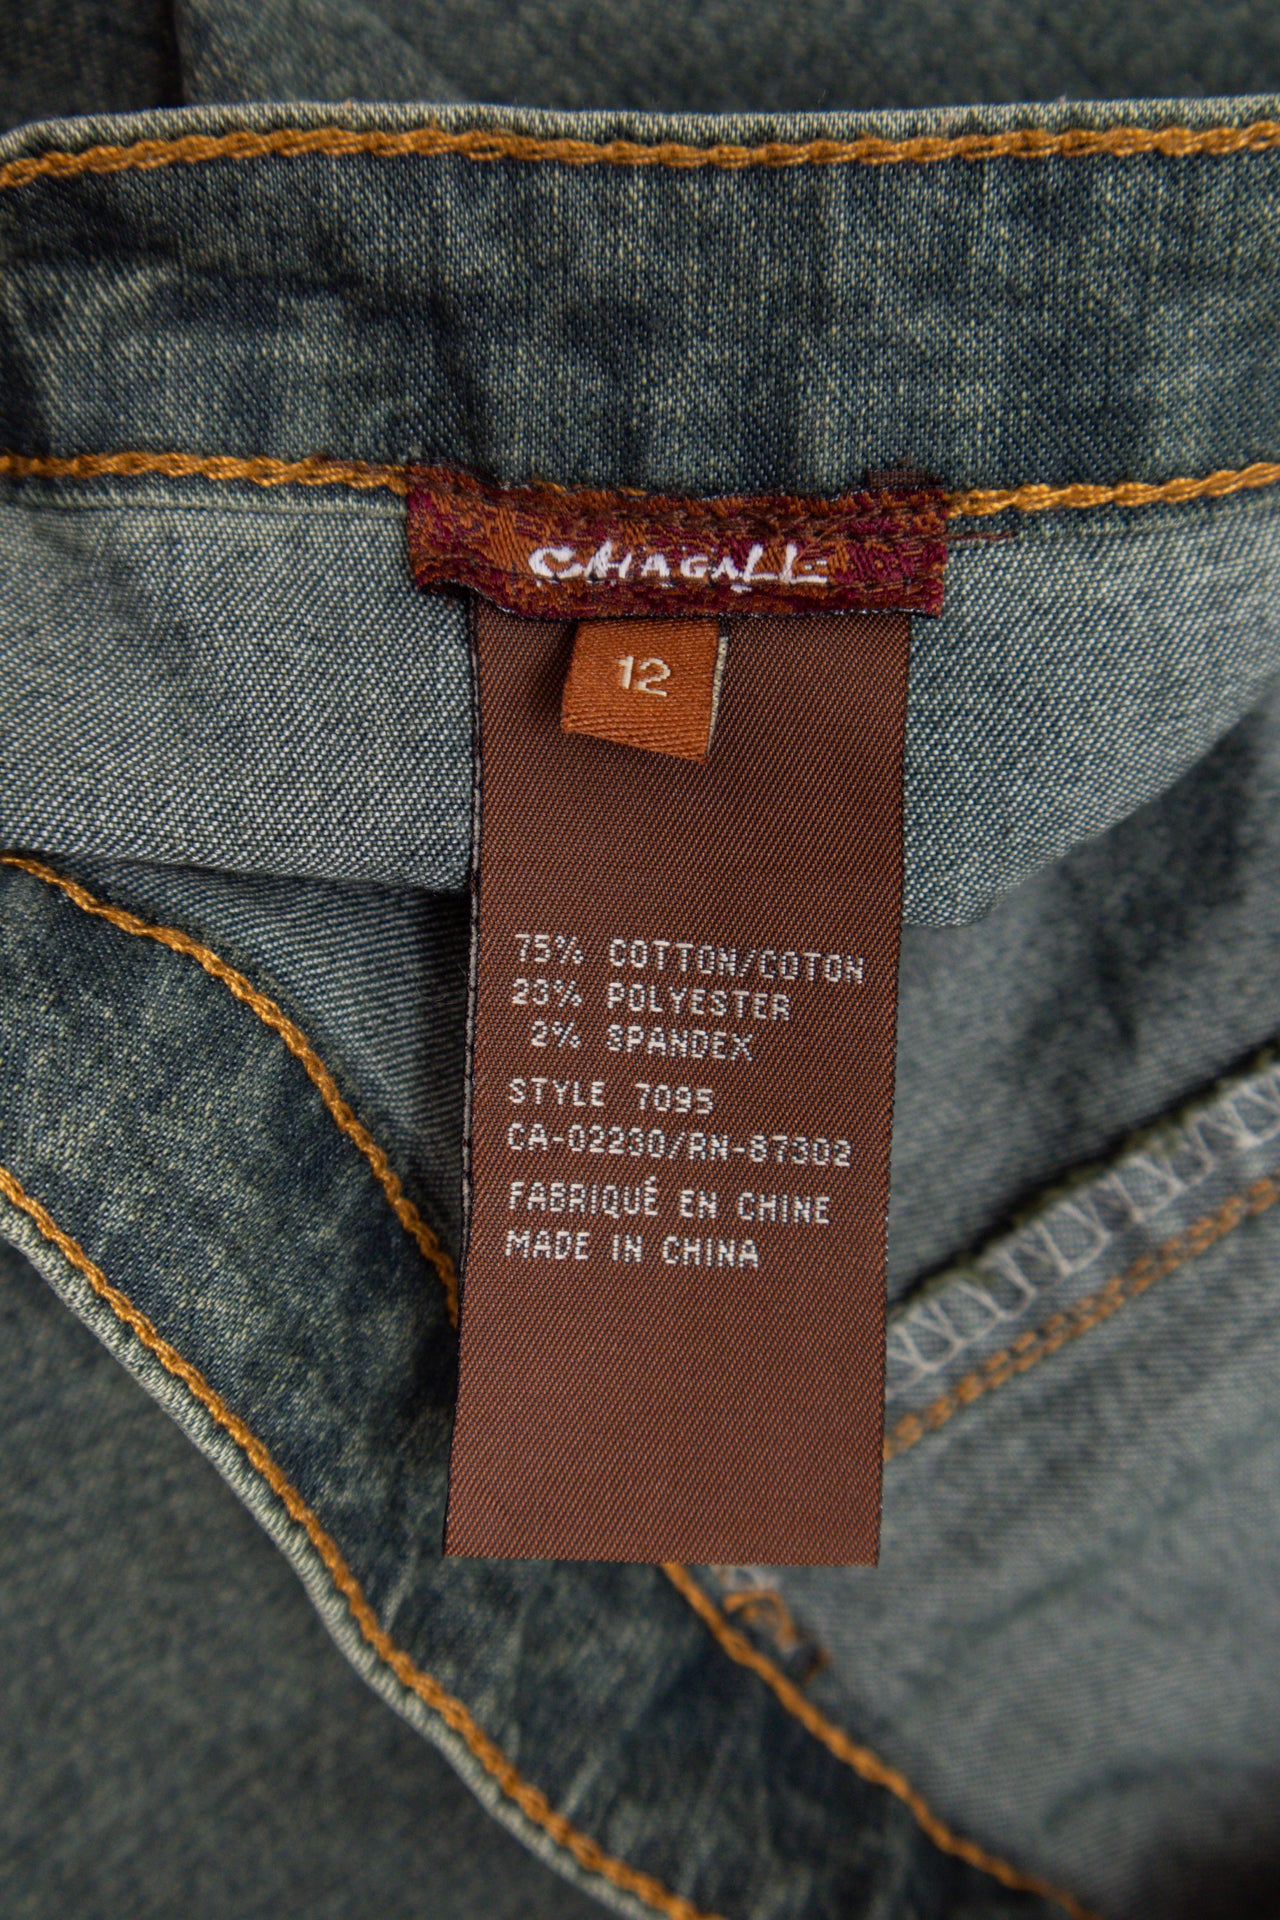 CHAGALL
12
75% COTTON/COTON
23% POLYESTER
2% SPANDEX
STYLE 7095
CA-02230/RN-87302
FABRIQUÉ EN CHINE
MADE IN CHINA